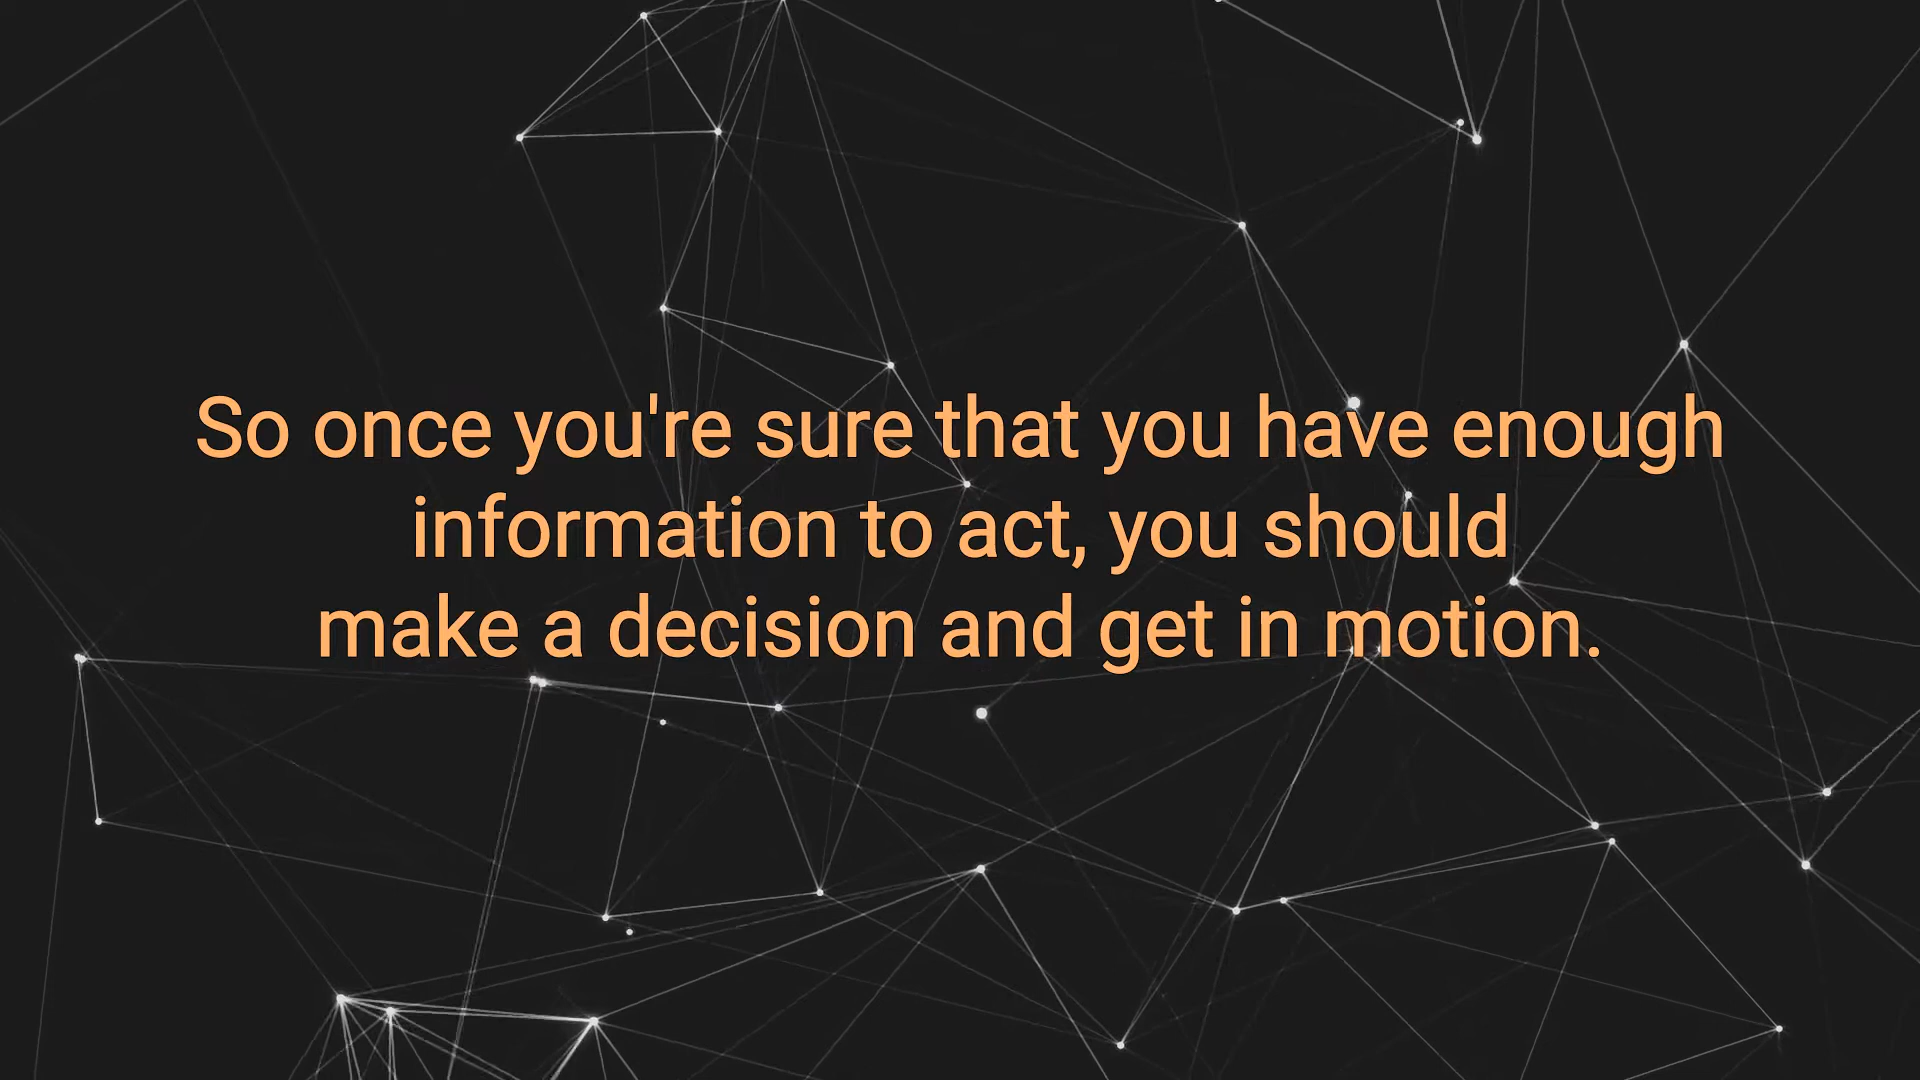 So once you're sure that you have enough
information to act, you should
make a decision and get in motion.